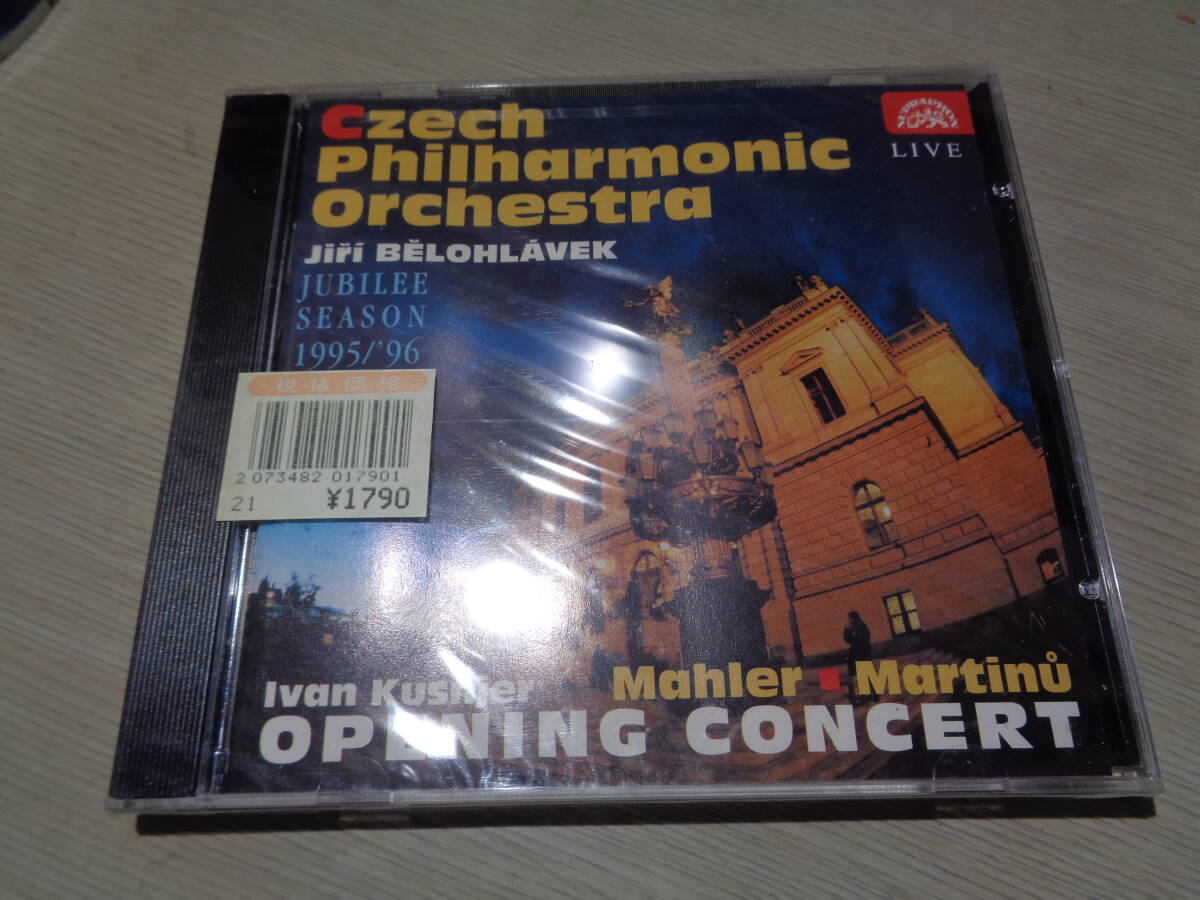 Czech
Philharmonic
Orchestra
SUPRAPHON
LIVE
Jiří BĚLOHLÁVEK
JUBILEE
SEASON
1995/'96
税抜価格
2 073482 017901
21 ¥1790
Ivan Kusnjer
Mahler ▪ Martinů
OPENING CONCERT